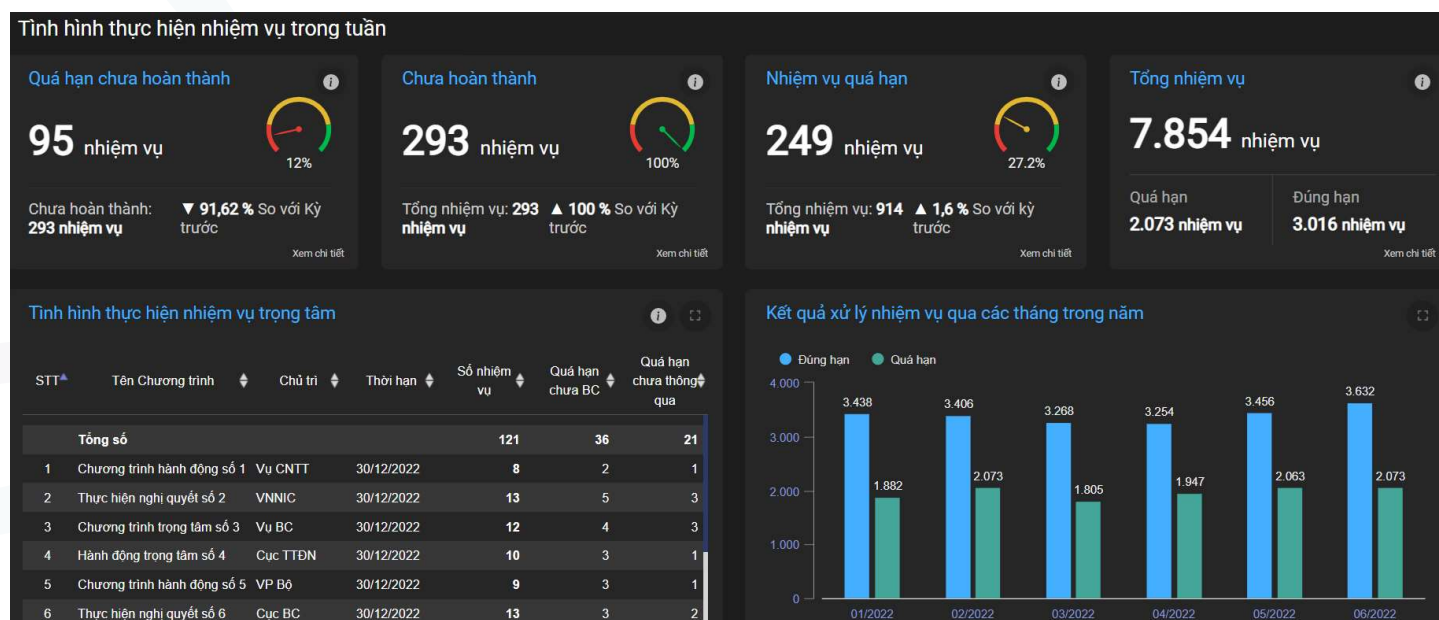 Tình hình thực hiện nhiệm vụ trong tuần
Quá hạn chưa hoàn thành
95 nhiệm vụ
12%
Chưa hoàn thành:
293 nhiệm vụ
▼ 91,62 % So với Kỳ
trước
Xem chi tiết
Chưa hoàn thành
293 nhiệm vụ
100%
Tổng nhiệm vụ: 293
nhiệm vụ
▲ 100 % So với Kỳ
trước
Xem chi tiết
Nhiệm vụ quá hạn
249 nhiệm vụ
27.2%
Tổng nhiệm vụ: 914
nhiệm vụ
▲ 1,6 % So với kỳ
trước
Xem chi tiết
Tổng nhiệm vụ
7.854 nhiệm vụ
Quá hạn
2.073 nhiệm vụ
Đúng hạn
3.016 nhiệm vụ
Xem chi tiết
Tình hình thực hiện nhiệm vụ trọng tâm
STT Tên Chương trình Chủ trì Thời hạn Số nhiệm vụ Quá hạn chưa BC Quá hạn chưa thông qua
Tổng số 121 36 21
1 Chương trình hành động số 1 Vụ CNTT 30/12/2022 8 2 1
2 Thực hiện nghị quyết số 2 VNNIC 30/12/2022 13 5 3
3 Chương trình trọng tâm số 3 Vụ BC 30/12/2022 12 4 3
4 Hành động trọng tâm số 4 Cục TTĐN 30/12/2022 10 3 1
5 Chương trình hành động số 5 VP Bộ 30/12/2022 9 3 1
6 Thực hiện nghị quyết số 6 Cục BC 30/12/2022 13 3 2
Kết quả xử lý nhiệm vụ qua các tháng trong năm
Đúng hạn Quá hạn
4.000
3.000
2.000
1.000
0
3.438 3.406 3.268 3.254 3.456 3.632
1.882 2.073 1.805 1.947 2.063 2.073
01/2022 02/2022 03/2022 04/2022 05/2022 06/2022